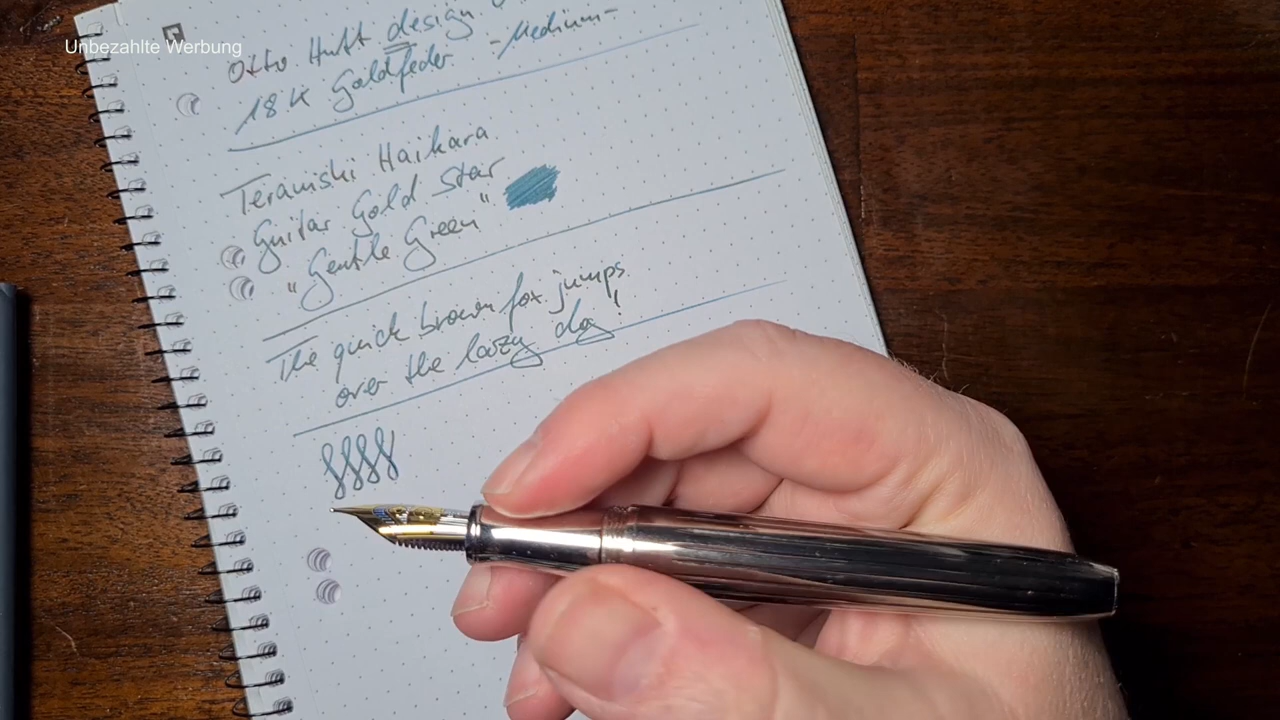 Unbezahlte Werbung
Otto Hutt design
18 K Goldfeder -Medium-
Teranishi Haikara
Guitar Gold Star
"Gentle Green"
The quick brown fox jumps
over the lazy dog!